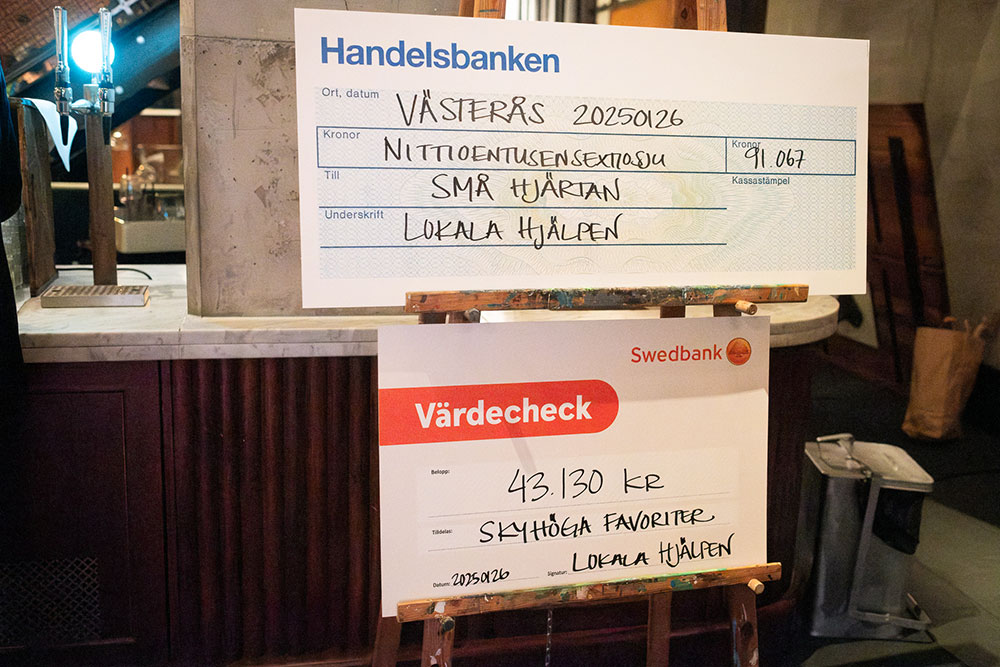 Handelsbanken
Ort, datum VÄSTERÅS 20250126
Kronor NITTIOENTUSENSEXTIOSJU Kronor 91.067
Till SMÅ HJÄRTAN Kassastämpel
Underskrift LOKALA HJÄLPEN
Swedbank
Värdecheck
Belopp: 43.130 KR
Tilldelas: SKYHÖGA FAVORITER
Datum: 20250126 Signatur: LOKALA HJÄLPEN